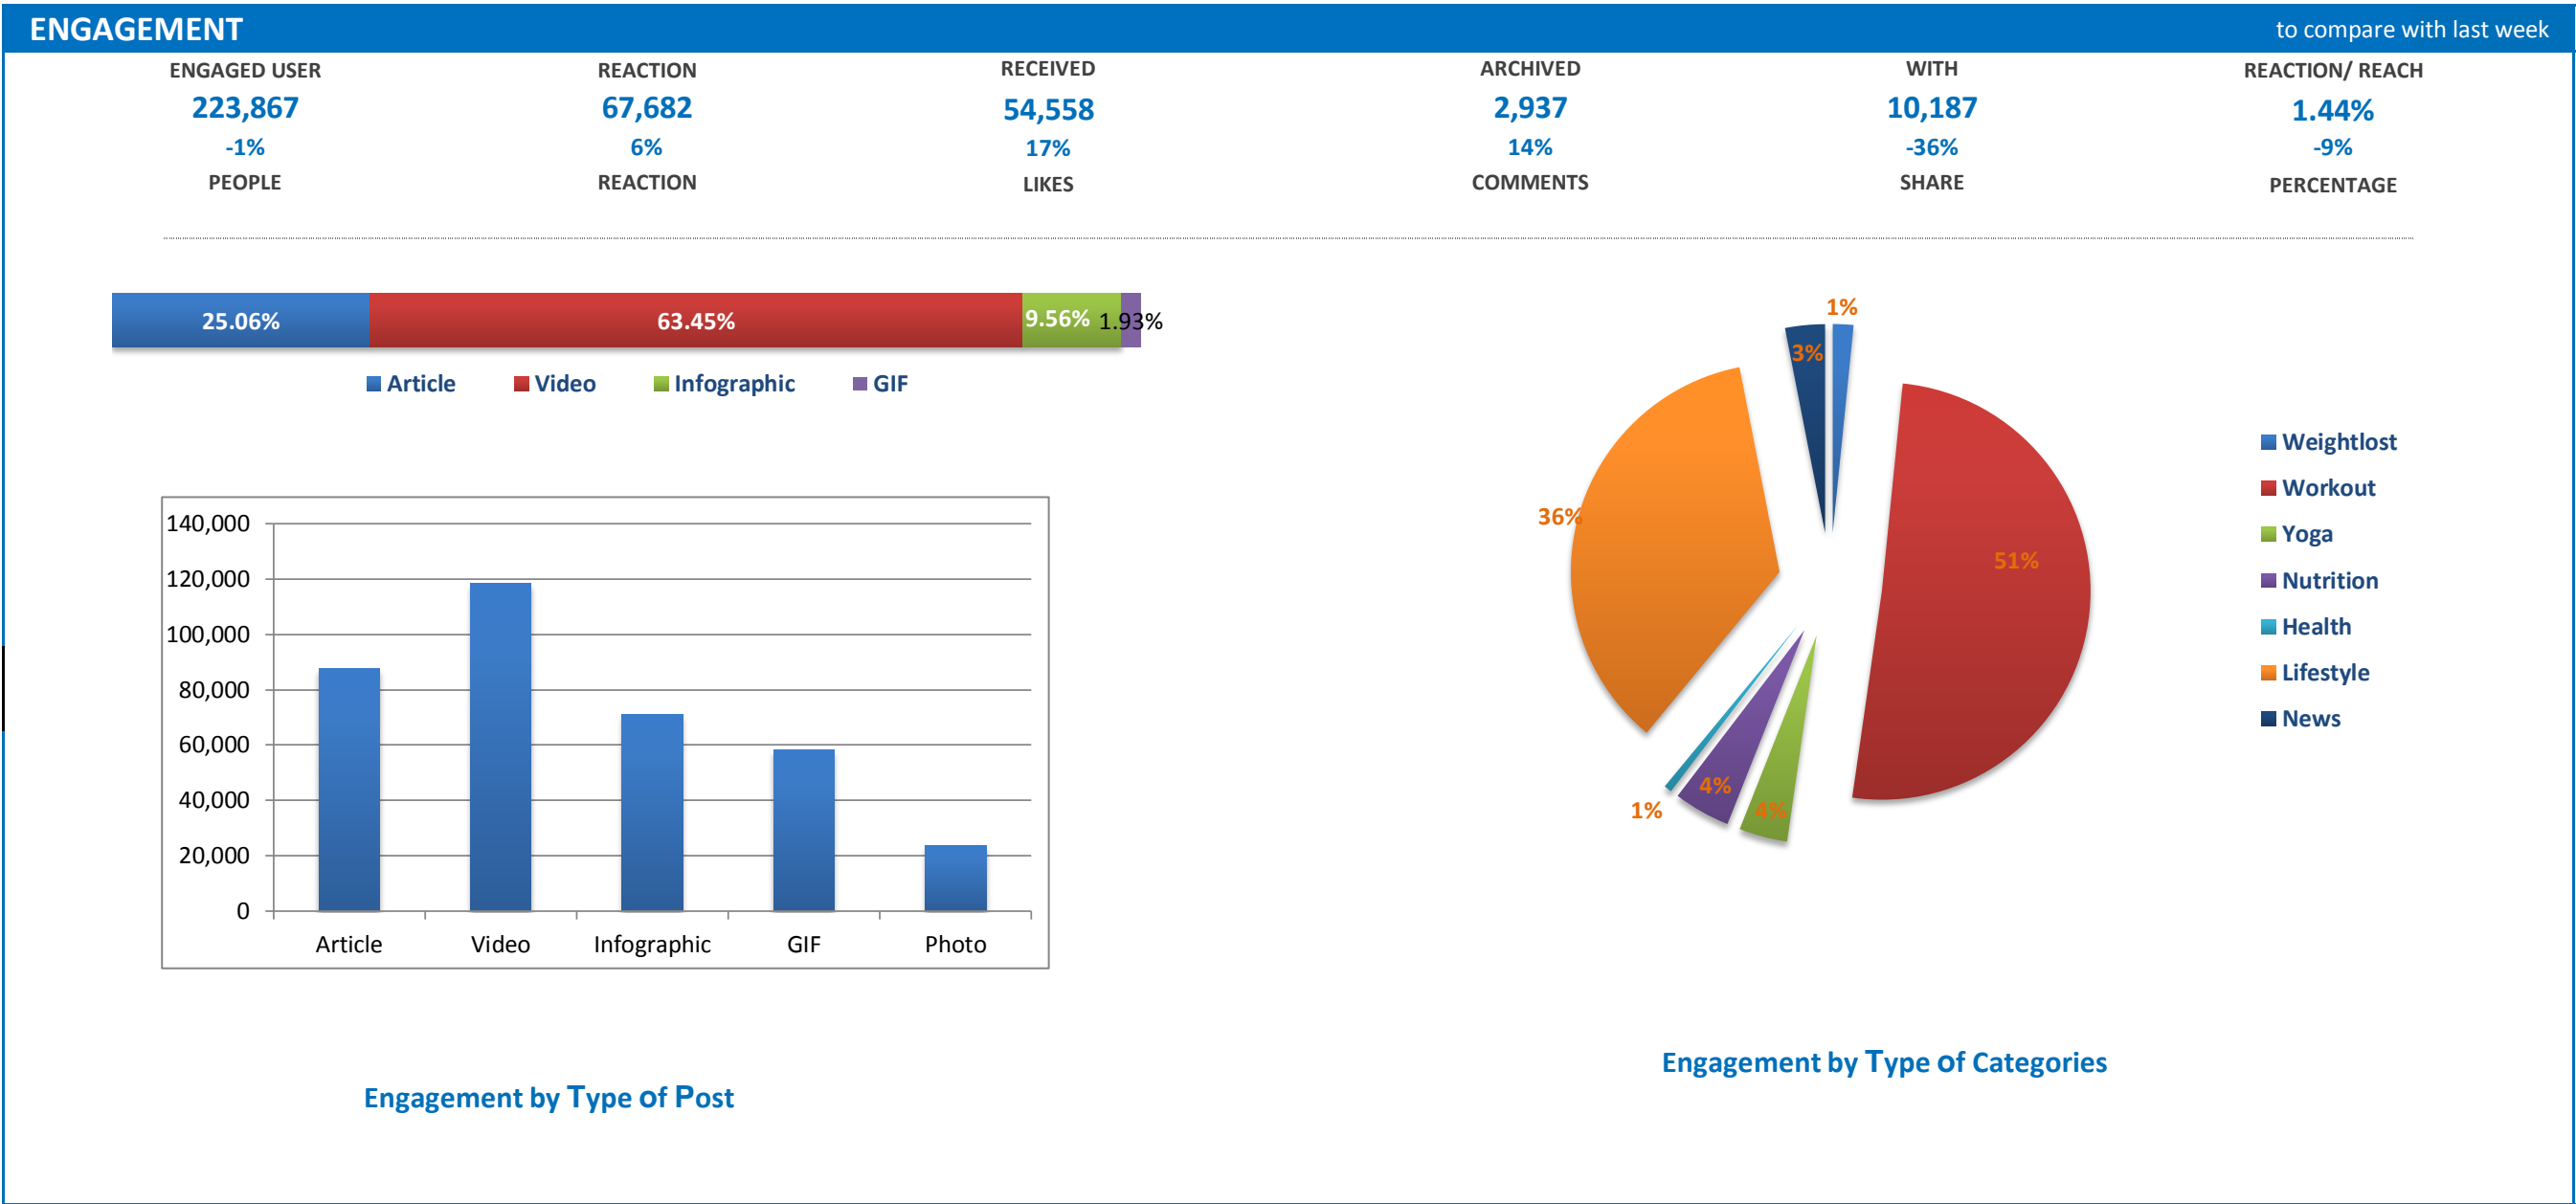 ENGAGEMENT
to compare with last week
ENGAGED USER
223,867
-1%
PEOPLE
REACTION
67,682
6%
REACTION
RECEIVED
54,558
17%
LIKES
ARCHIVED
2,937
14%
COMMENTS
WITH
10,187
-36%
SHARE
REACTION/ REACH
1.44%
-9%
PERCENTAGE
25.06% 63.45% 9.56% 1.93%
Article Video Infographic GIF
140,000
120,000
100,000
80,000
60,000
40,000
20,000
0
Article Video Infographic GIF Photo
Engagement by Type of Post
1%
3%
36%
51%
4%
4%
1%
Weightlost
Workout
Yoga
Nutrition
Health
Lifestyle
News
Engagement by Type of Categories